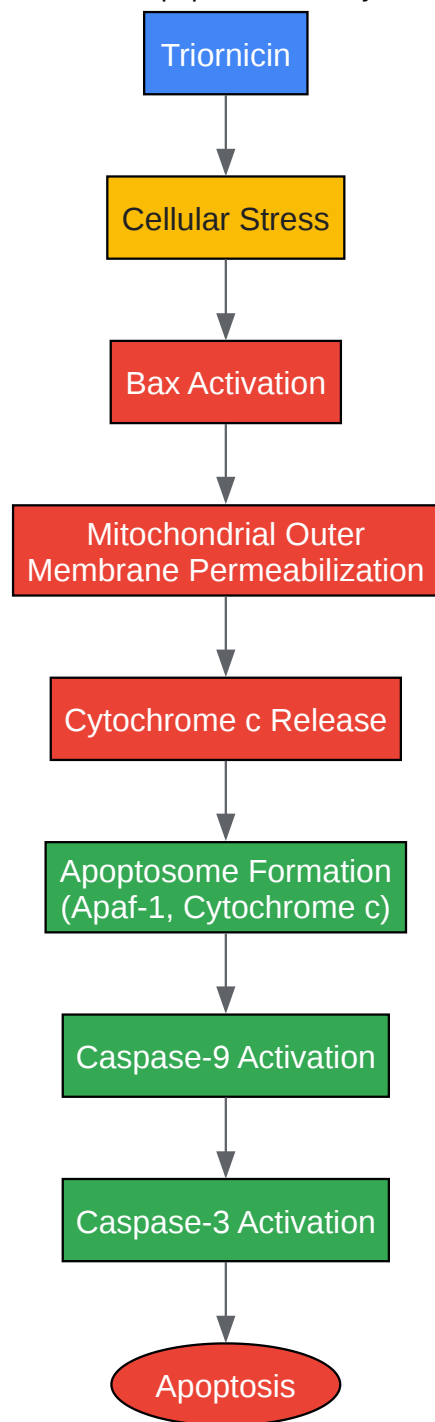 Triornicin
Cellular Stress
Bax Activation
Mitochondrial Outer
Membrane Permeabilization
Cytochrome c Release
Apoptosome Formation
(Apaf-1, Cytochrome c)
Caspase-9 Activation
Caspase-3 Activation
Apoptosis